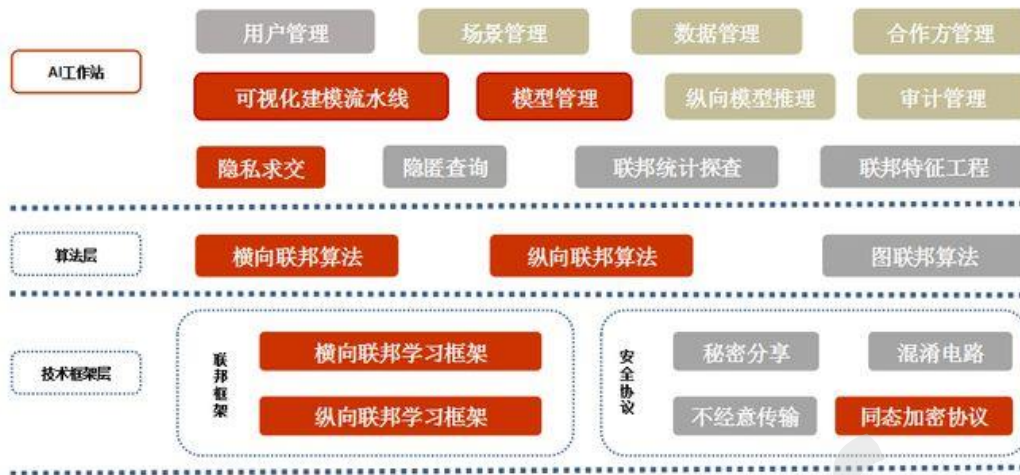 用户管理
场景管理
数据管理
合作方管理
AI工作站
可视化建模流水线
模型管理
纵向模型推理
审计管理
隐私求交
隐匿查询
联邦统计探查
联邦特征工程
算法层
横向联邦算法
纵向联邦算法
图联邦算法
技术框架层
联邦框架
横向联邦学习框架
纵向联邦学习框架
安全协议
秘密分享
混淆电路
不经意传输
同态加密协议